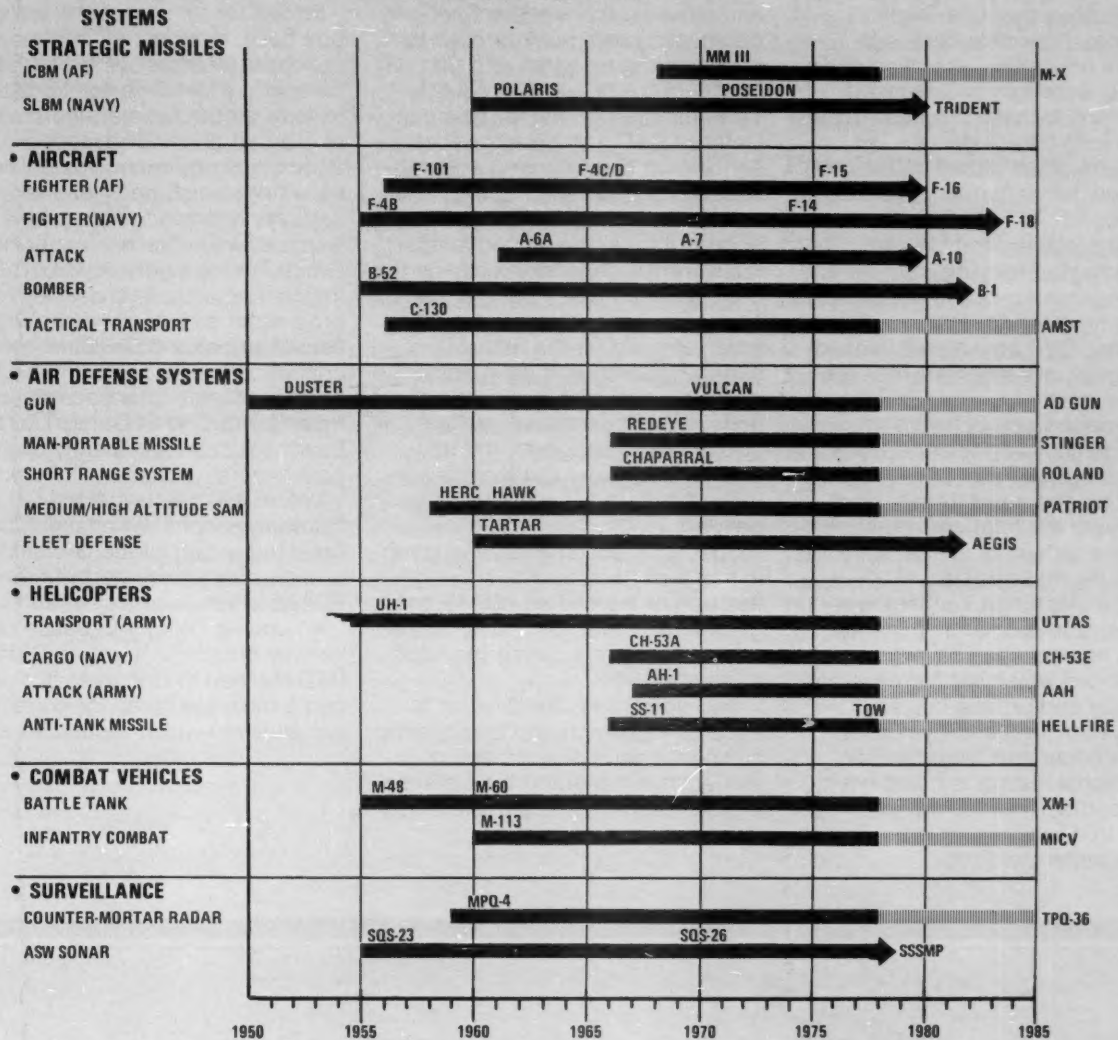 SYSTEMS
STRATEGIC MISSILES
ICBM (AF) MM III M-X
SLBM (NAVY) POLARIS POSEIDON TRIDENT
• AIRCRAFT
FIGHTER (AF) F-101 F-4C/D F-15 F-16
FIGHTER(NAVY) F-4B F-14 F-18
ATTACK A-6A A-7 A-10
BOMBER B-52 B-1
TACTICAL TRANSPORT C-130 AMST
• AIR DEFENSE SYSTEMS
GUN DUSTER VULCAN AD GUN
MAN-PORTABLE MISSILE REDEYE STINGER
SHORT RANGE SYSTEM CHAPARRAL ROLAND
MEDIUM/HIGH ALTITUDE SAM HERC HAWK PATRIOT
FLEET DEFENSE TARTAR AEGIS
• HELICOPTERS
TRANSPORT (ARMY) UH-1 UTTAS
CARGO (NAVY) CH-53A CH-53E
ATTACK (ARMY) AH-1 AAH
ANTI-TANK MISSILE SS-11 TOW HELLFIRE
• COMBAT VEHICLES
BATTLE TANK M-48 M-60 XM-1
INFANTRY COMBAT M-113 MICV
• SURVEILLANCE
COUNTER-MORTAR RADAR MPQ-4 TPQ-36
ASW SONAR SQS-23 SQS-26 SSSMP
1950 1955 1960 1965 1970 1975 1980 1985